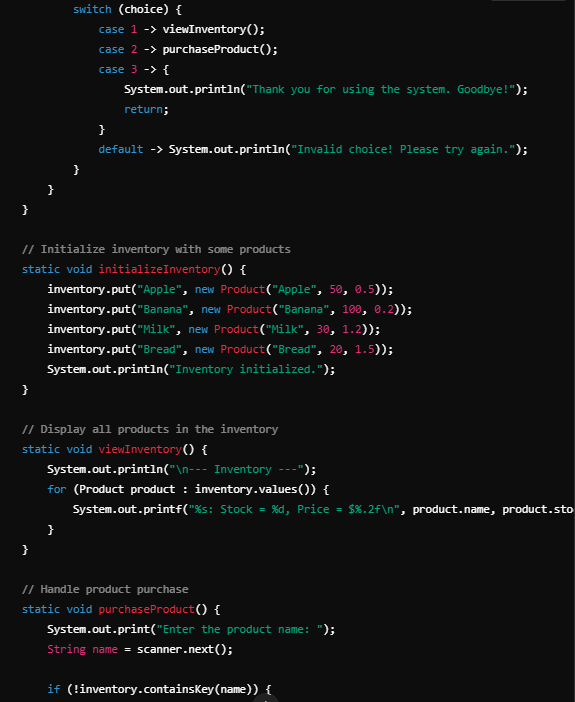 switch (choice) {
case 1 -> viewInventory();
case 2 -> purchaseProduct();
case 3 -> {
System.out.println("Thank you for using the system. Goodbye!");
return;
}
default -> System.out.println("Invalid choice! Please try again.");
}
}
}
// Initialize inventory with some products
static void initializeInventory() {
inventory.put("Apple", new Product("Apple", 50, 0.5));
inventory.put("Banana", new Product("Banana", 100, 0.2));
inventory.put("Milk", new Product("Milk", 30, 1.2));
inventory.put("Bread", new Product("Bread", 20, 1.5));
System.out.println("Inventory initialized.");
}
// Display all products in the inventory
static void viewInventory() {
System.out.println("\n--- Inventory ---");
for (Product product : inventory.values()) {
System.out.printf("%s: Stock = %d, Price = $%.2f\n", product.name, product.sto
}
}
// Handle product purchase
static void purchaseProduct() {
System.out.print("Enter the product name: ");
String name = scanner.next();
if (!inventory.containsKey(name)) {